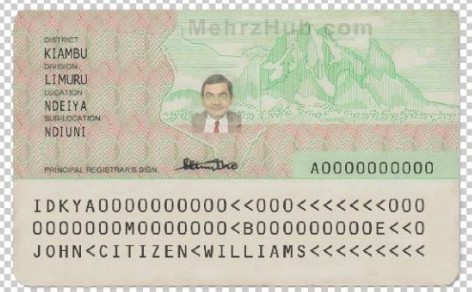 MehrzHub.com
DISTRICT
KIAMBU
DIVISION
LIMURU
LOCATION
NDEIYA
SUB-LOCATION
NDIUNI
PRINCIPAL REGISTRAR'S SIGN.
A0000000000
IDKYA0000000000<<000<<<<<<<000
0000000M0000000<B000000000E<<0
JOHN<CITIZEN<WILLIAMS<<<<<<<<<